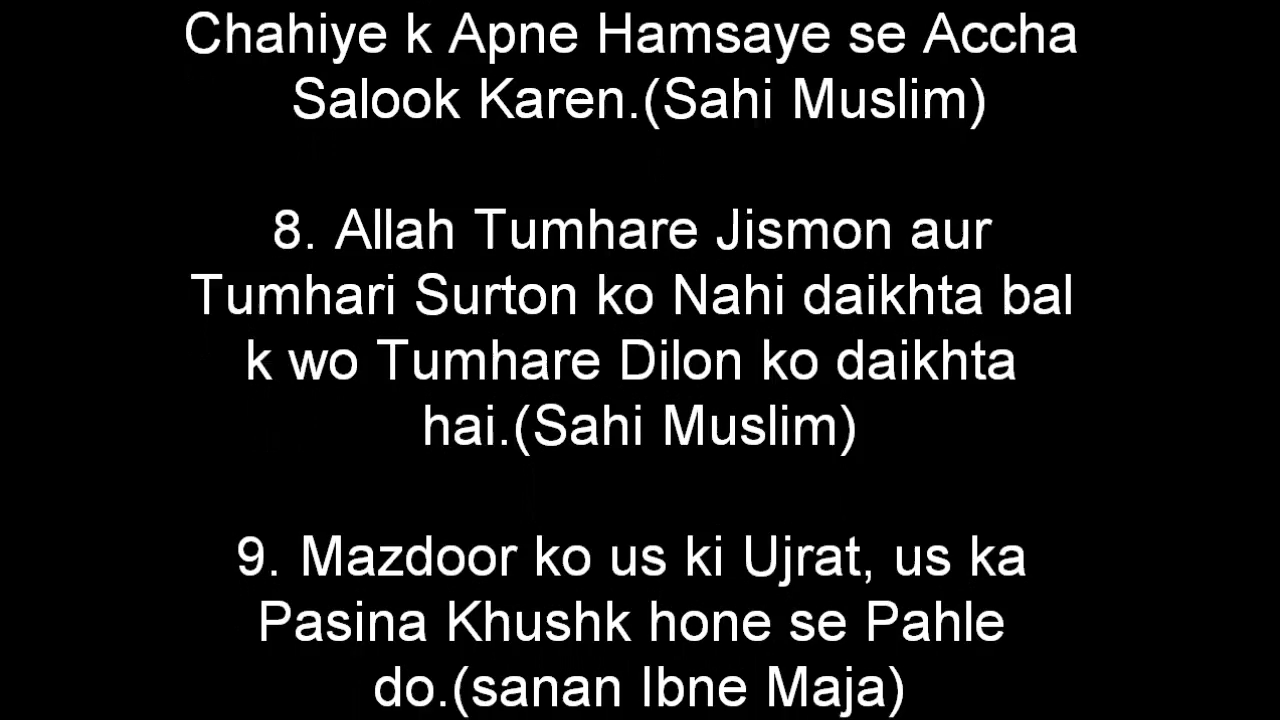 Chahiye k Apne Hamsaye se Accha
Salook Karen.(Sahi Muslim)
8. Allah Tumhare Jismon aur
Tumhari Surton ko Nahi daikhta bal
k wo Tumhare Dilon ko daikhta
hai.(Sahi Muslim)
9. Mazdoor ko us ki Ujrat, us ka
Pasina Khushk hone se Pahle
do.(sanan Ibne Maja)